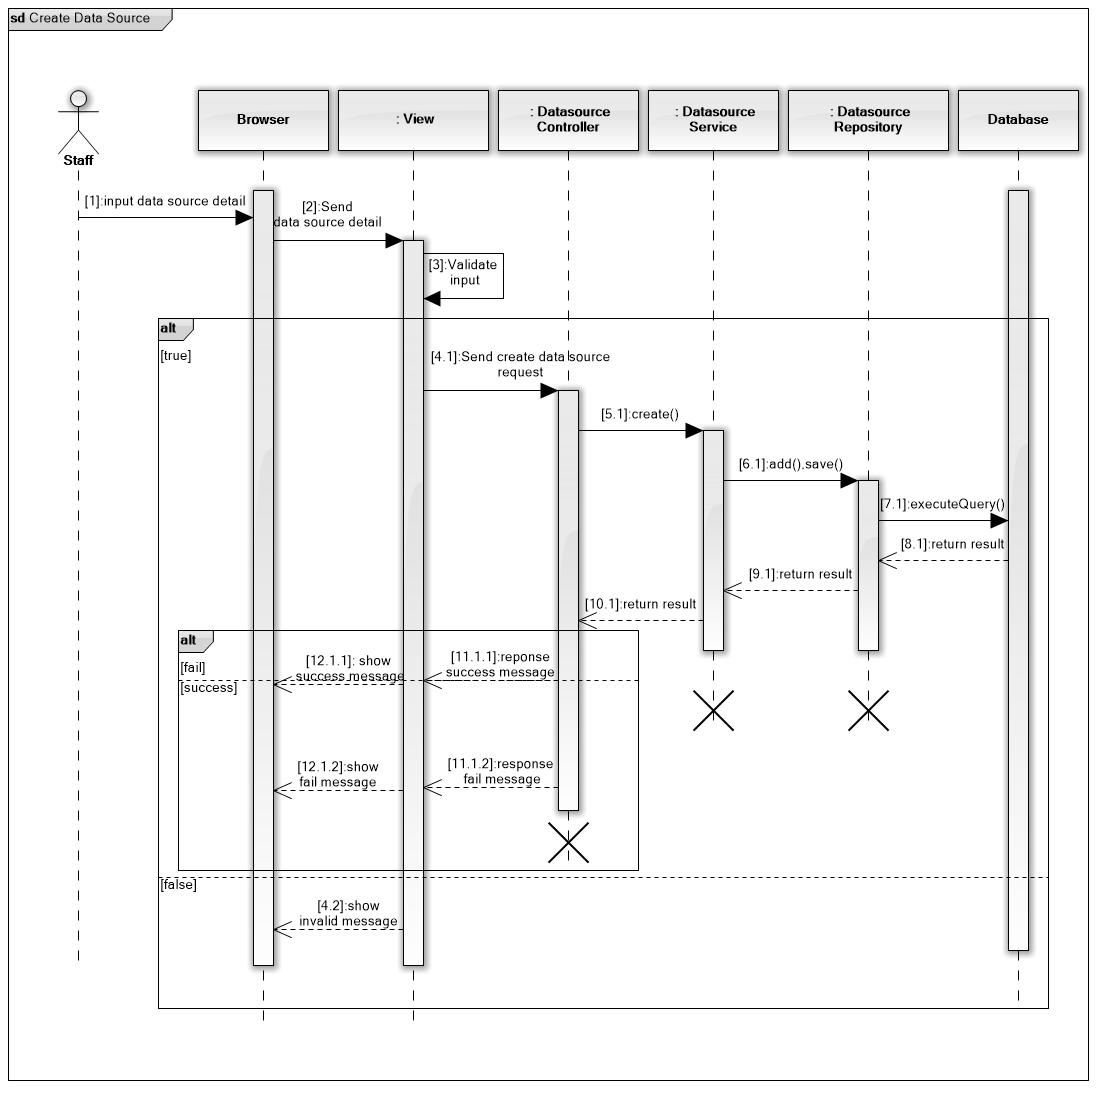 sd Create Data Source
Staff
Browser
: View
: Datasource
Controller
: Datasource
Service
: Datasource
Repository
Database
[1]:input data source detail
[2]:Send
data source detail
[3]:Validate
input
alt
[true]
[4.1]:Send create data source
request
[5.1]:create()
[6.1]:add(),save()
[7.1]:executeQuery()
[8.1]:return result
[9.1]:return result
[10.1]:return result
alt
[fail]
[12.1.1]: show
success message
[11.1.1]:reponse
success message
[success]
[12.1.2]:show
fail message
[11.1.2]:response
fail message
[false]
[4.2]:show
invalid message